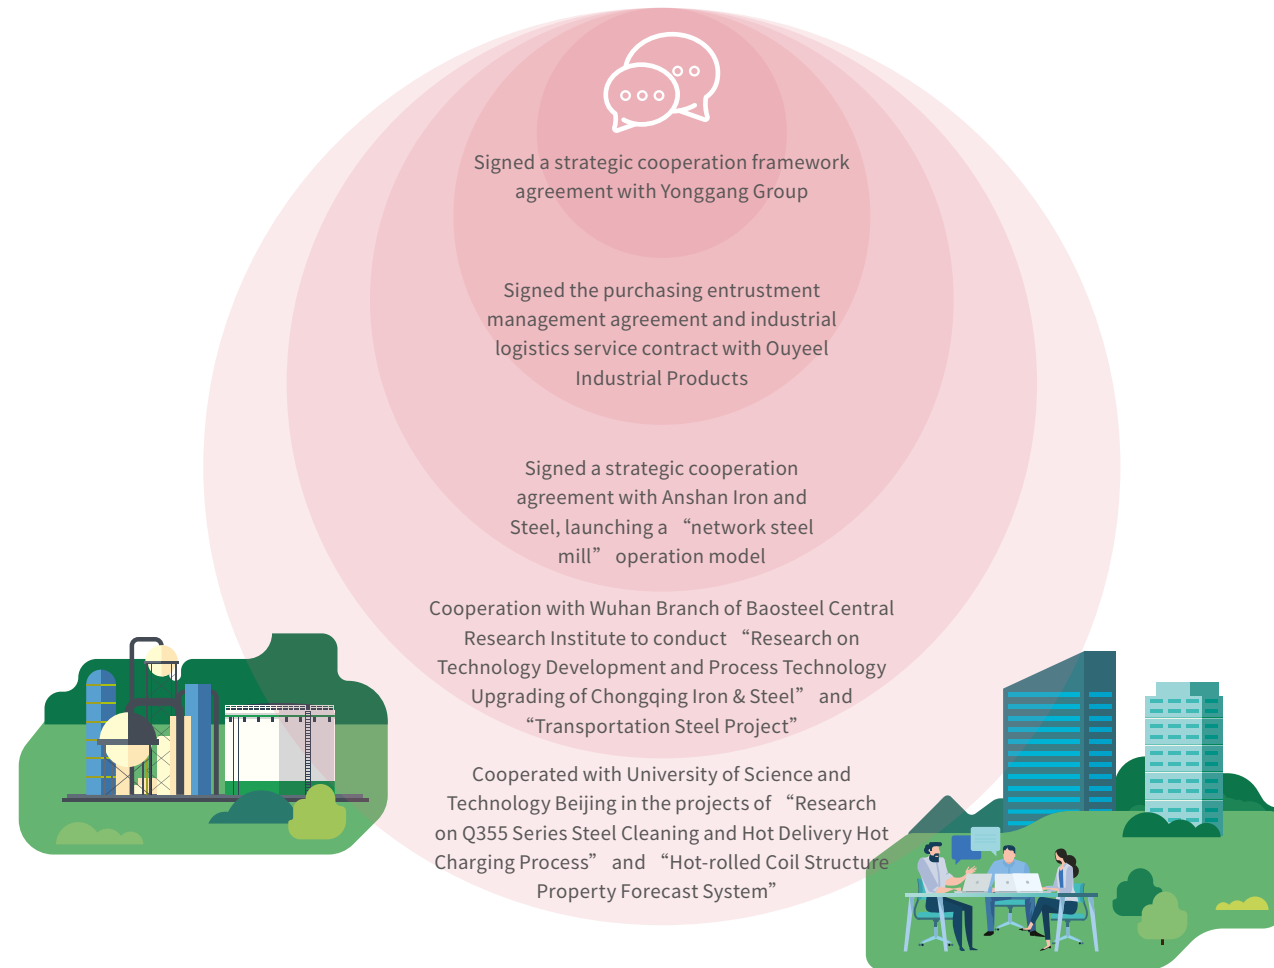 Signed a strategic cooperation framework
agreement with Yonggang Group
Signed the purchasing entrustment
management agreement and industrial
logistics service contract with Ouyeel
Industrial Products
Signed a strategic cooperation
agreement with Anshan Iron and
Steel, launching a “network steel
mill” operation model
Cooperation with Wuhan Branch of Baosteel Central
Research Institute to conduct “Research on
Technology Development and Process Technology
Upgrading of Chongqing Iron & Steel” and
“Transportation Steel Project”
Cooperated with University of Science and
Technology Beijing in the projects of “Research
on Q355 Series Steel Cleaning and Hot Delivery Hot
Charging Process” and “Hot-rolled Coil Structure
Property Forecast System”